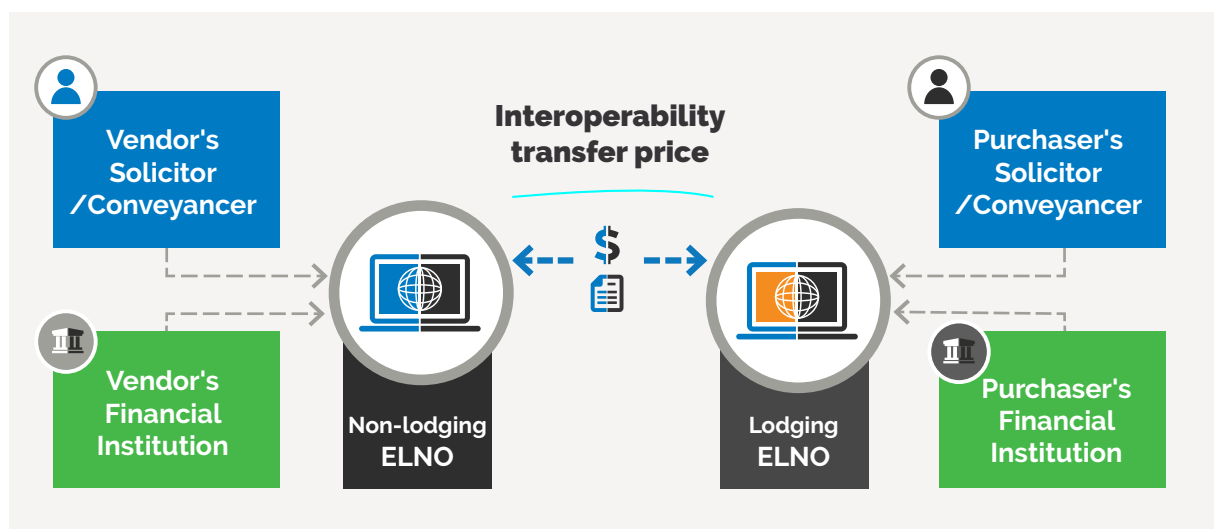 Interoperability
transfer price
Vendor's
Solicitor
/Conveyancer
Purchaser's
Solicitor
/Conveyancer
$
Vendor's
Financial
Institution
Non-lodging
ELNO
Lodging
ELNO
Purchaser's
Financial
Institution